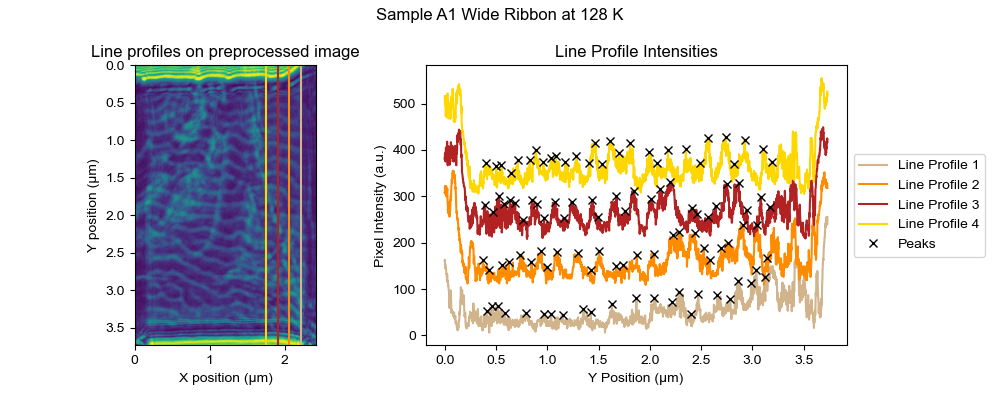 Sample A1 Wide Ribbon at 128 K
Line profiles on preprocessed image
Line Profile Intensities
0.0
0.5
1.0
1.5
2.0
2.5
3.0
3.5
Y position (µm)
0 1 2
X position (µm)
500
400
300
200
100
0
Pixel Intensity (a.u.)
0.0 0.5 1.0 1.5 2.0 2.5 3.0 3.5
Y Position (µm)
Line Profile 1
Line Profile 2
Line Profile 3
Line Profile 4
Peaks